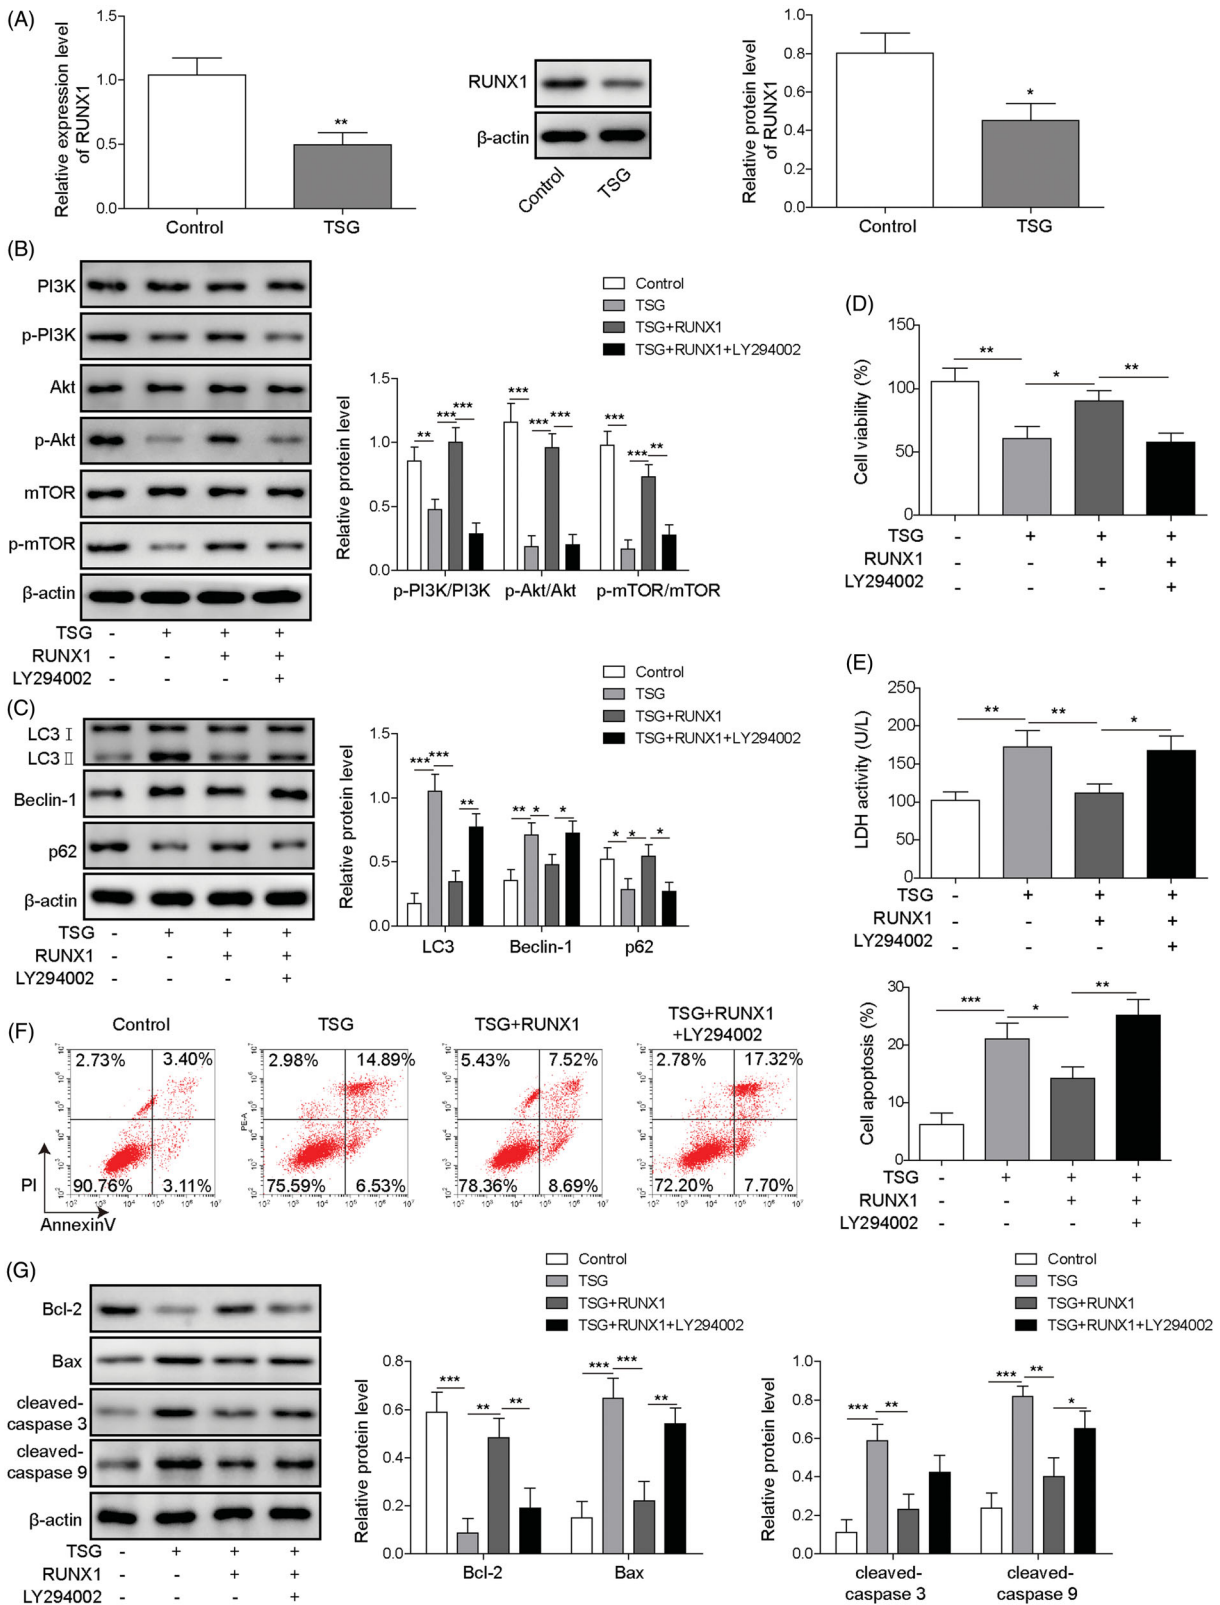 (A)
Relative expression level
of RUNX1
1.5
1.0
0.5
0.0
**
Control
TSG
RUNX1
β-actin
Control
TSG
Relative protein level
of RUNX1
0.8
0.6
0.4
0.2
0.0
*
Control
TSG
(B)
PI3K
p-PI3K
Akt
p-Akt
mTOR
p-mTOR
β-actin
TSG - + + +
RUNX1 - - + +
LY294002 - - - +
Control
TSG
TSG+RUNX1
TSG+RUNX1+LY294002
Relative protein level
1.5
1.0
0.5
0.0
** *** ***
*** *** ***
*** *** **
p-PI3K/PI3K p-Akt/Akt p-mTOR/mTOR
(C)
LC3 Ⅰ
LC3 Ⅱ
Beclin-1
p62
β-actin
TSG - + + +
RUNX1 - - + +
LY294002 - - - +
Control
TSG
TSG+RUNX1
TSG+RUNX1+LY294002
Relative protein level
1.5
1.0
0.5
0.0
*** *** **
** * *
* * *
LC3 Beclin-1 p62
(D)
Cell viability (%)
150
100
50
0
** * **
TSG - + + +
RUNX1 - - + +
LY294002 - - - +
(E)
LDH activity (U/L)
250
200
150
100
50
0
** ** *
TSG - + + +
RUNX1 - - + +
LY294002 - - - +
(F)
Control
2.73% 3.40%
90.76% 3.11%
PI
AnnexinV
TSG
2.98% 14.89%
PE-A
75.59% 6.53%
TSG+RUNX1
5.43% 7.52%
78.36% 8.69%
TSG+RUNX1
+LY294002
2.78% 17.32%
72.20% 7.70%
Cell apoptosis (%)
30
20
10
0
*** * **
TSG - + + +
RUNX1 - - + +
LY294002 - - - +
(G)
Bcl-2
Bax
cleaved-
caspase 3
cleaved-
caspase 9
β-actin
TSG - + + +
RUNX1 - - + +
LY294002 - - - +
Control
TSG
TSG+RUNX1
TSG+RUNX1+LY294002
Relative protein level
0.8
0.6
0.4
0.2
0.0
*** ** **
*** *** **
Bcl-2 Bax
Control
TSG
TSG+RUNX1
TSG+RUNX1+LY294002
Relative protein level
1.0
0.8
0.6
0.4
0.2
0.0
*** **
*** ** *
cleaved-
caspase 3
cleaved-
caspase 9